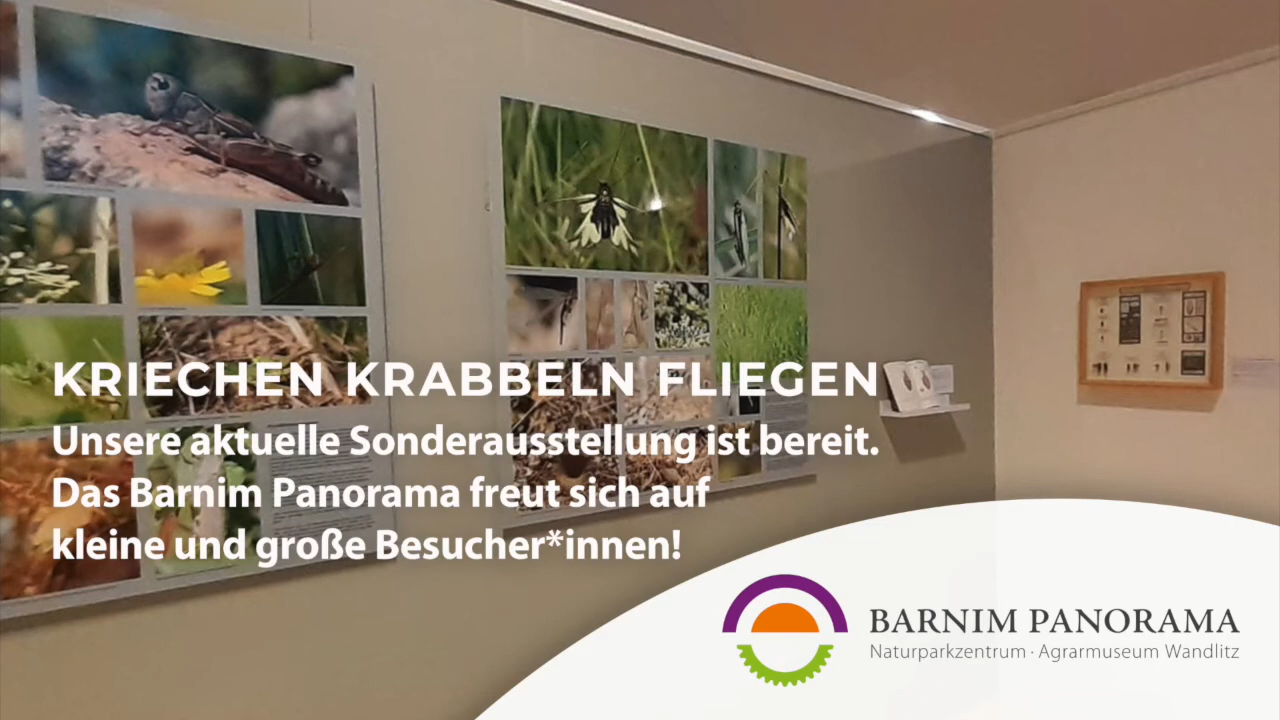 KRIECHEN KRABBELN FLIEGEN
Unsere aktuelle Sonderausstellung ist bereit.
Das Barnim Panorama freut sich auf
kleine und große Besucher*innen!
BARNIM PANORAMA
Naturparkzentrum · Agrarmuseum Wandlitz